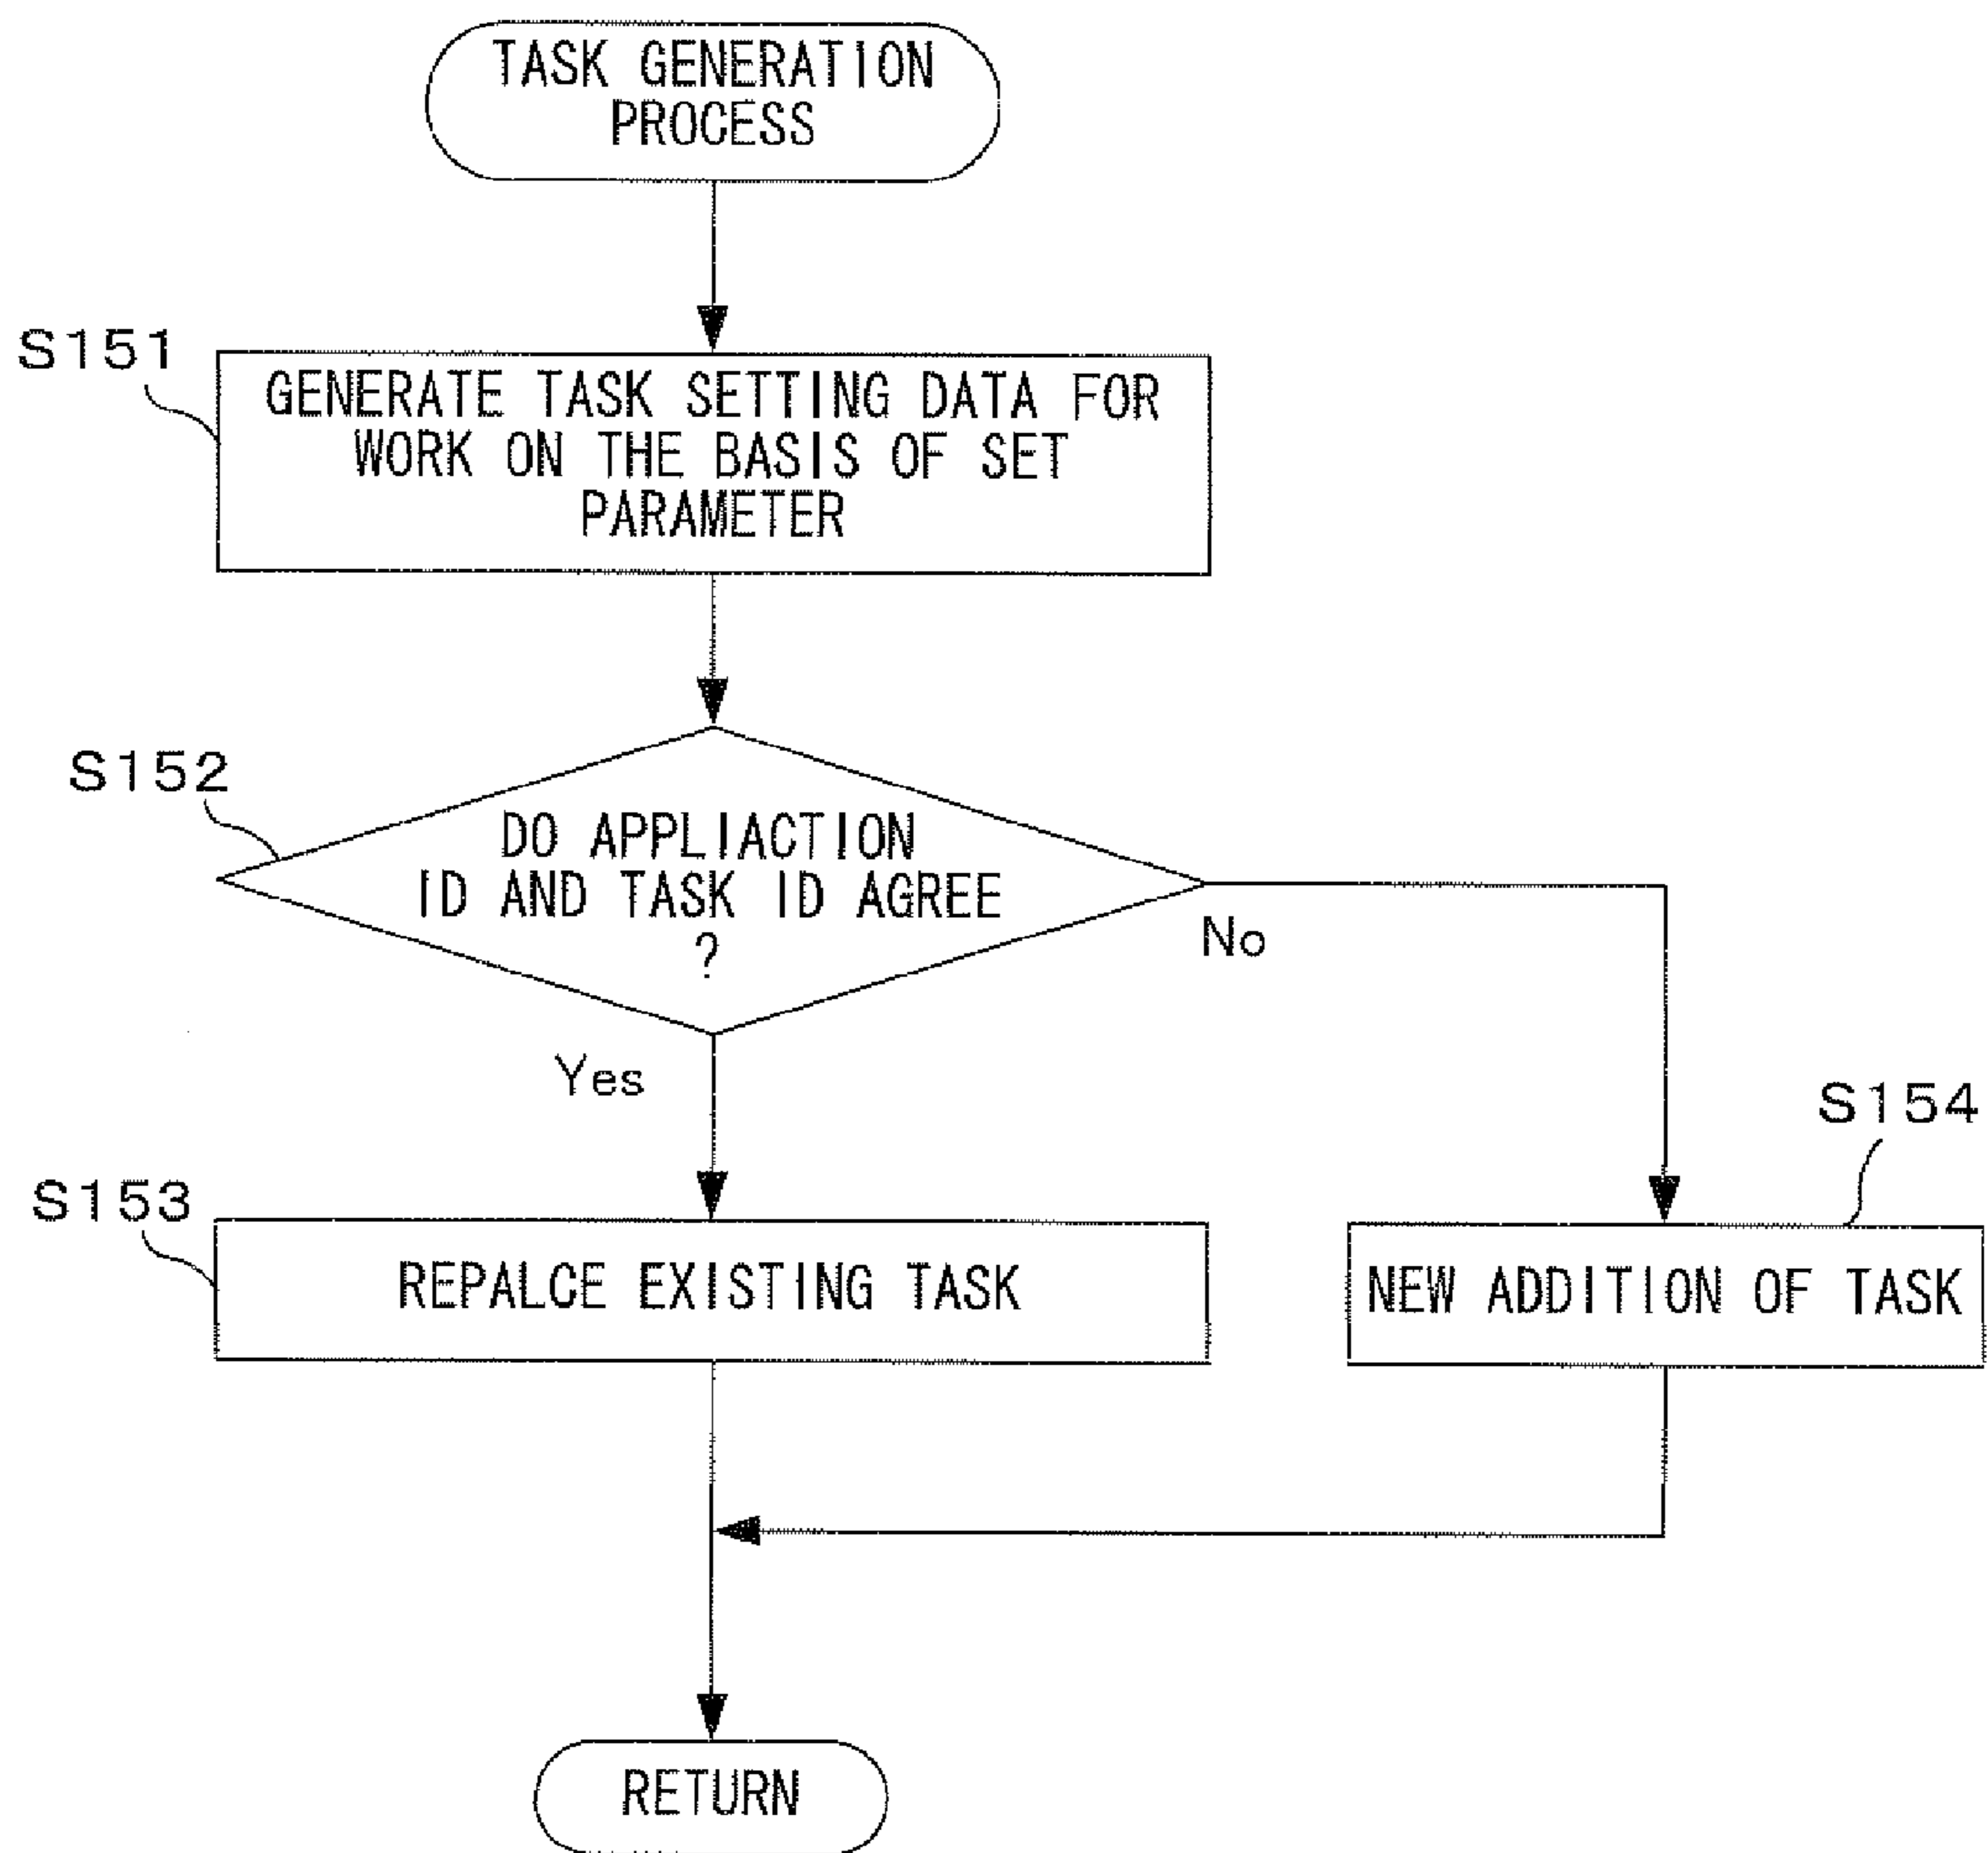 TASK GENERATION
PROCESS
S151
GENERATE TASK SETTING DATA FOR
WORK ON THE BASIS OF SET
PARAMETER
S152
DO APPLIACTION
ID AND TASK ID AGREE
?
No
Yes
S154
S153
REPALCE EXISTING TASK
NEW ADDITION OF TASK
RETURN